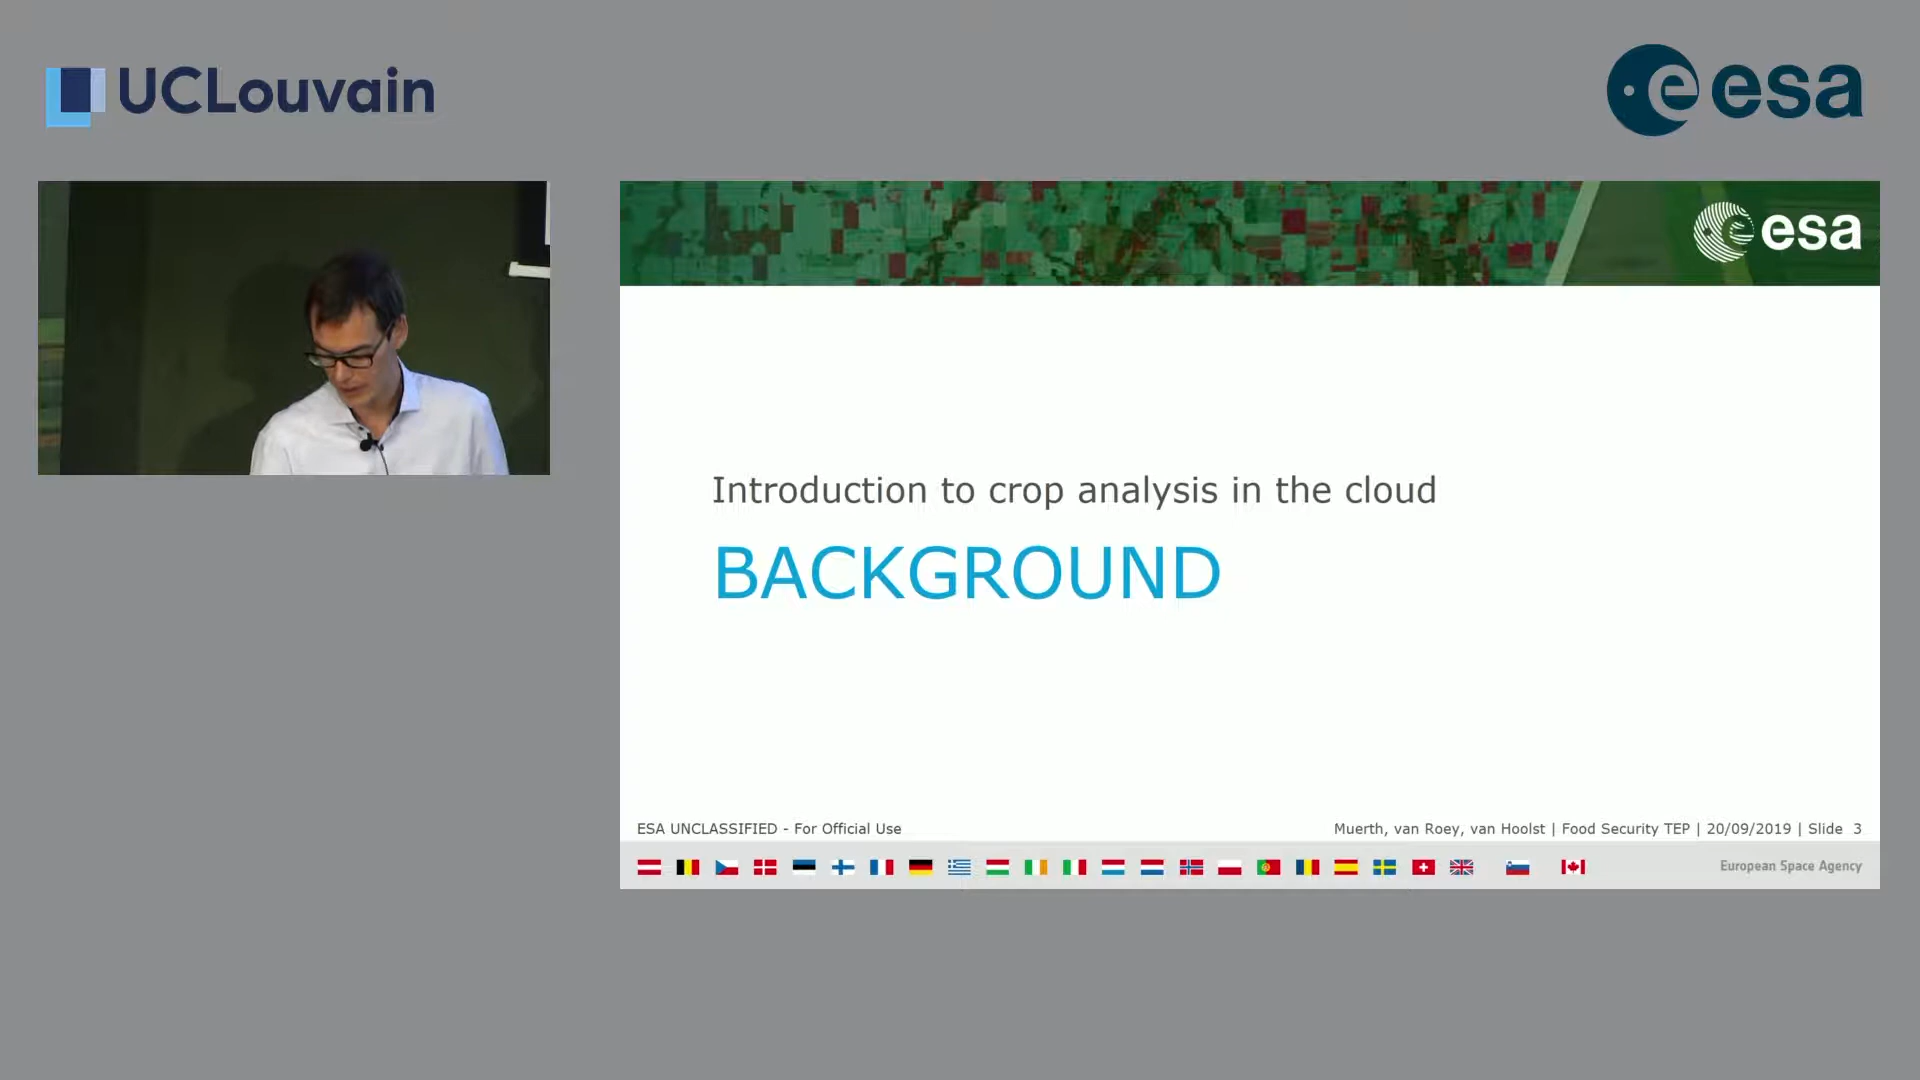 UCLouvain
esa
esa
Introduction to crop analysis in the cloud
BACKGROUND
ESA UNCLASSIFIED - For Official Use
Muerth, van Roey, van Hoolst | Food Security TEP | 20/09/2019 | Slide 3
European Space Agency